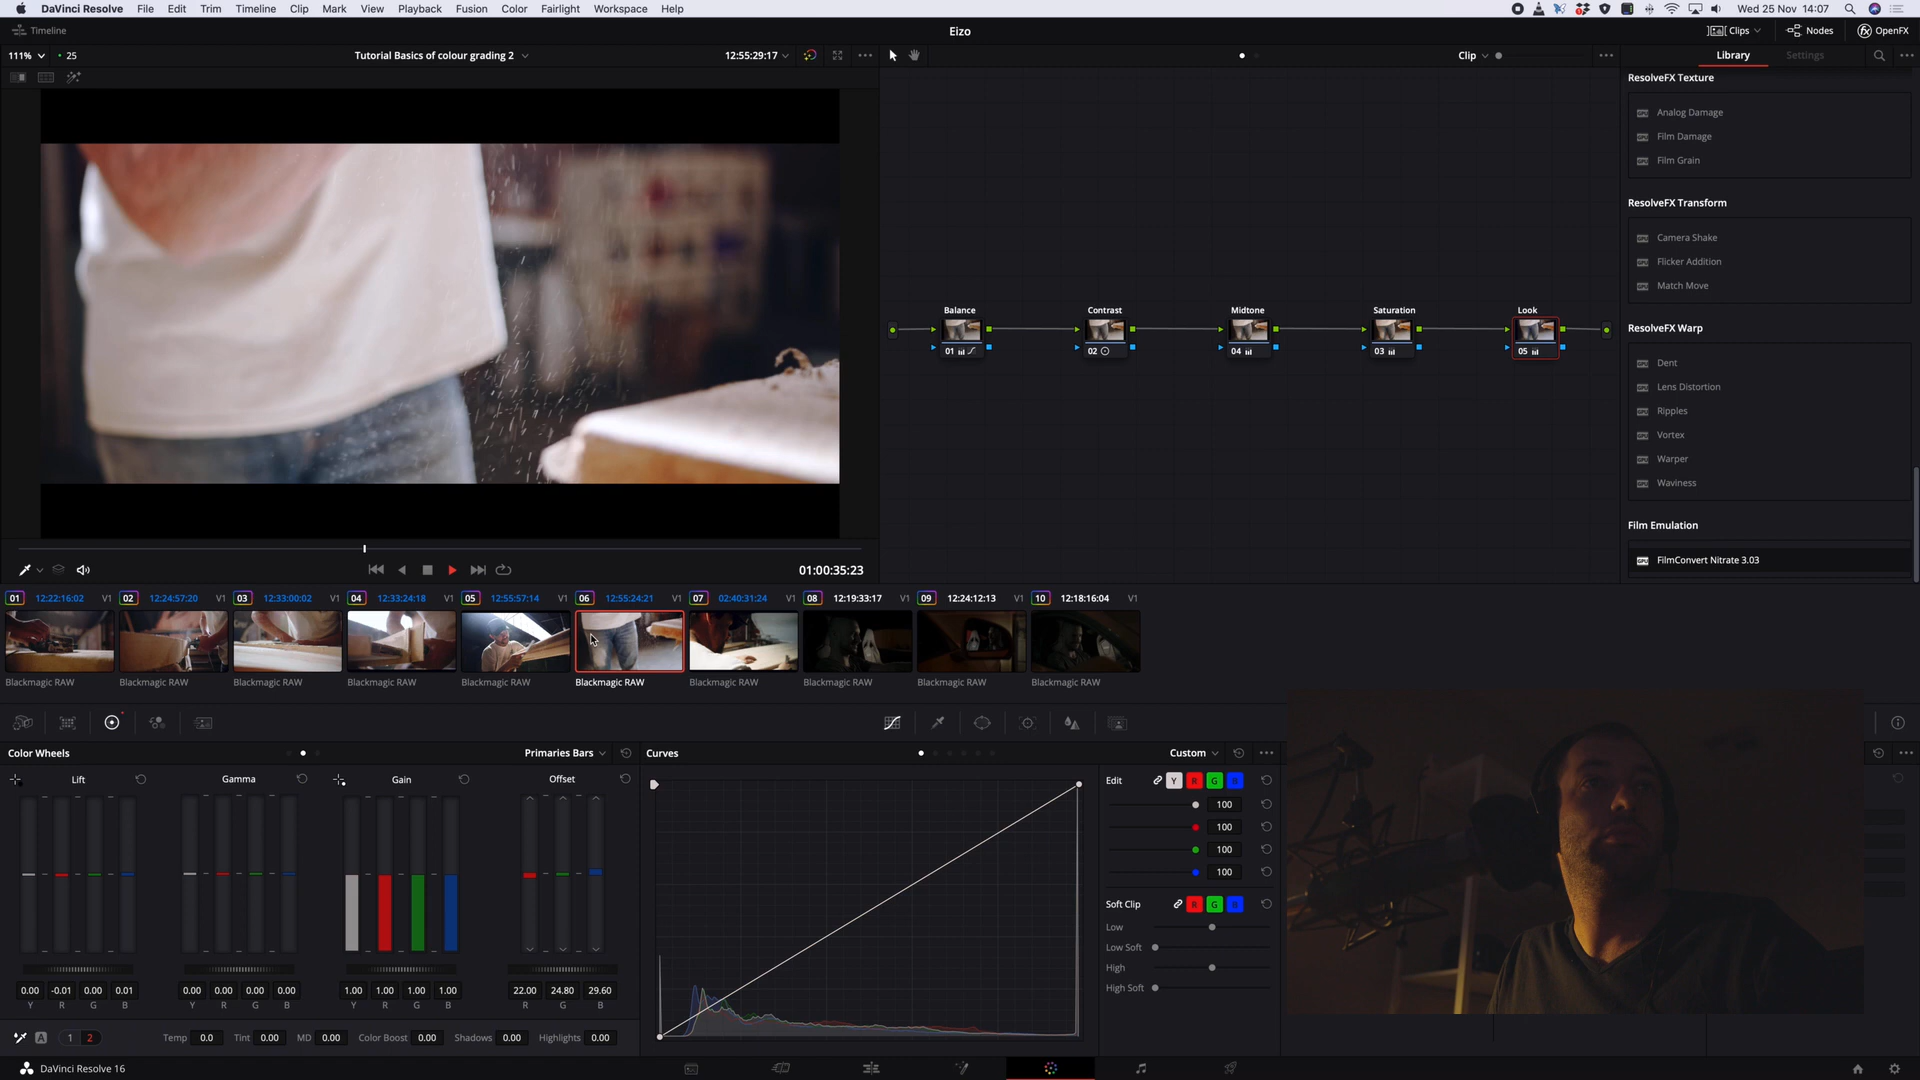 DaVinci Resolve File Edit Trim Timeline Clip Mark View Playback Fusion Color Fairlight Workspace Help Wed 25 Nov 14:07
Timeline Eizo Clips Nodes OpenFX
111% 25 Tutorial Basics of colour grading 2 12:55:29:17 Clip Library Settings
ResolveFX Texture
Analog Damage
Film Damage
Film Grain
ResolveFX Transform
Camera Shake
Flicker Addition
Match Move
ResolveFX Warp
Dent
Lens Distortion
Ripples
Vortex
Warper
Waviness
Film Emulation
FilmConvert Nitrate 3.03
Balance Contrast Midtone Saturation Look
01 02 04 03 05
01:00:35:23
01 12:22:16:02 V1 02 12:24:57:20 V1 03 12:33:00:02 V1 04 12:33:24:18 V1 05 12:55:57:14 V1 06 12:55:24:21 V1 07 02:40:31:24 V1 08 12:19:33:17 V1 09 12:24:12:13 V1 10 12:18:16:04 V1
Blackmagic RAW Blackmagic RAW Blackmagic RAW Blackmagic RAW Blackmagic RAW Blackmagic RAW Blackmagic RAW Blackmagic RAW Blackmagic RAW Blackmagic RAW
Color Wheels Primaries Bars Curves Custom
Lift Gamma Gain Offset
Edit Y R G B
100
100
100
100
Soft Clip R G B
Low
Low Soft
High
High Soft
0.00 -0.01 0.00 0.01 0.00 0.00 0.00 0.00 1.00 1.00 1.00 1.00 22.00 24.80 29.60
Y R G B Y R G B Y R G B R G B
A 1 2 Temp 0.0 Tint 0.00 MD 0.00 Color Boost 0.00 Shadows 0.00 Highlights 0.00
DaVinci Resolve 16